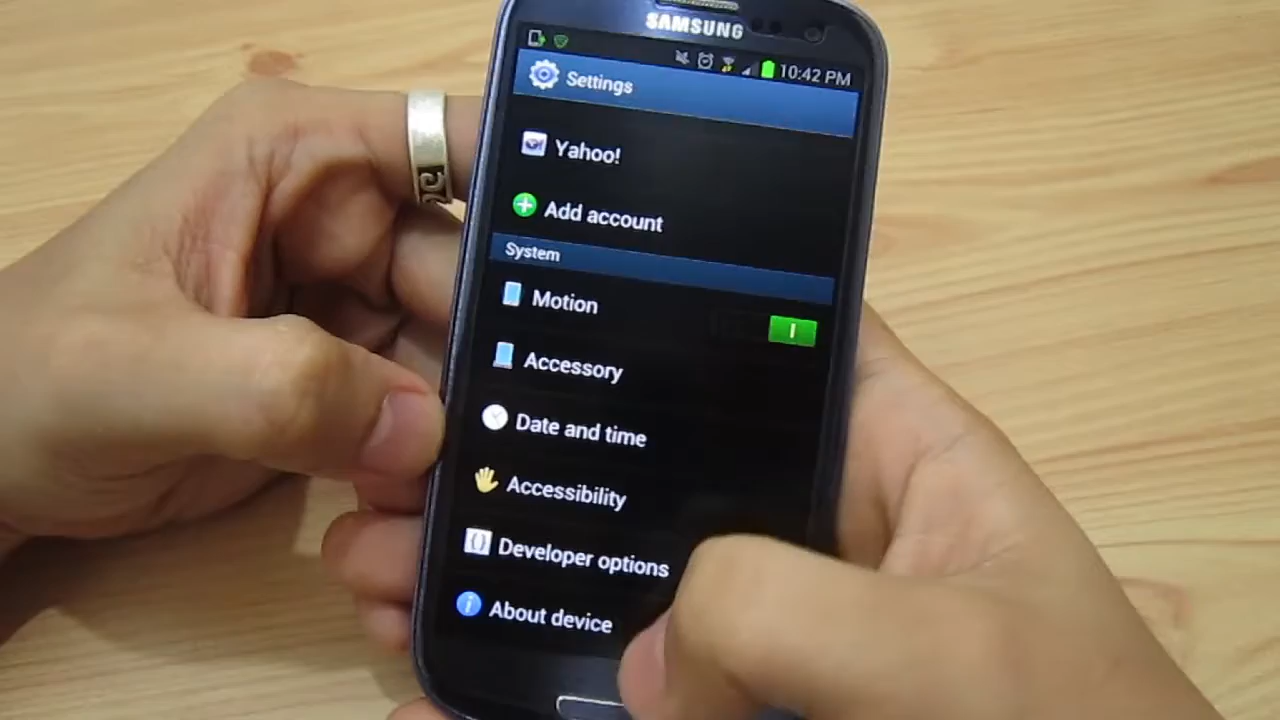 SAMSUNG
10:42 PM
Settings
Yahoo!
Add account
System
Motion
Accessory
Date and time
Accessibility
Developer options
About device